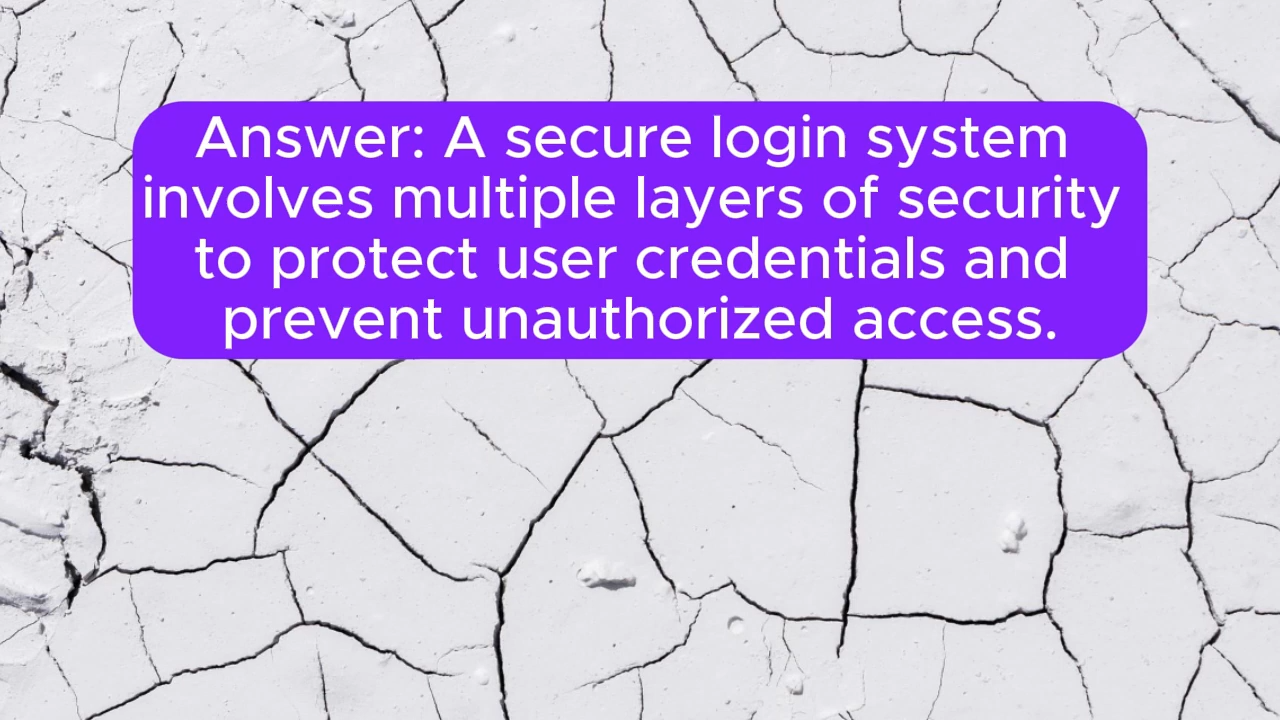 Answer: A secure login system
involves multiple layers of security
to protect user credentials and
prevent unauthorized access.